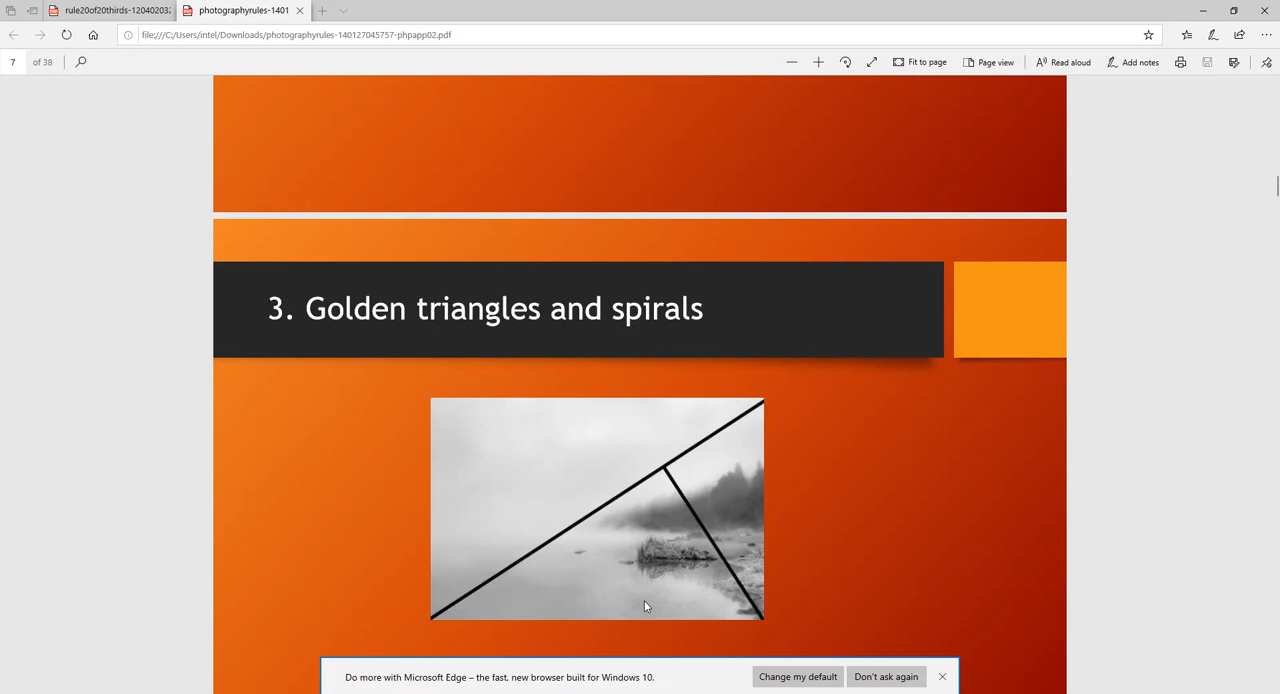 rule20of20thirds-120402032
photographyrules-1401
file:///C:/Users/intel/Downloads/photographyrules-140127045757-phpapp02.pdf
7 of 38
Fit to page
Page view
Read aloud
Add notes
3. Golden triangles and spirals
Do more with Microsoft Edge – the fast, new browser built for Windows 10.
Change my default
Don't ask again